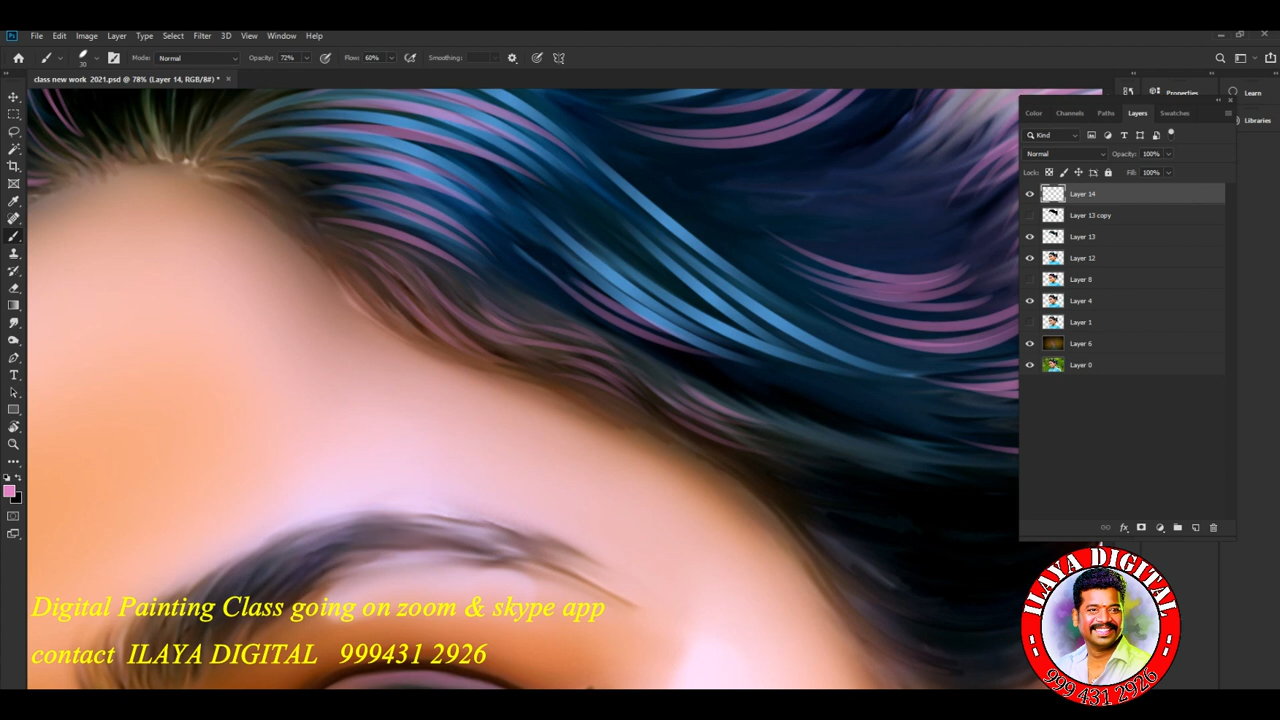 File Edit Image Layer Type Select Filter 3D View Window Help
Mode: Normal Opacity: 72% Flow: 60% Smoothing:
class new work 2021.psd @ 78% (Layer 14, RGB/8#) *
Properties Learn
Libraries
Color Channels Paths Layers Swatches
Kind
Normal Opacity: 100%
Lock: Fill: 100%
Layer 14
Layer 13 copy
Layer 13
Layer 12
Layer 8
Layer 4
Layer 1
Layer 6
Layer 0
Digital Painting Class going on zoom & skype app
contact ILAYA DIGITAL 999431 2926
ILAYA DIGITAL
999 431 2926